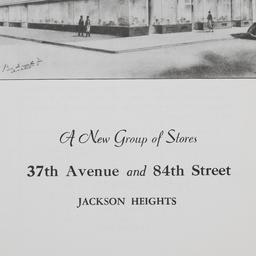 A New Group of Stores
37th Avenue and 84th Street
JACKSON HEIGHTS